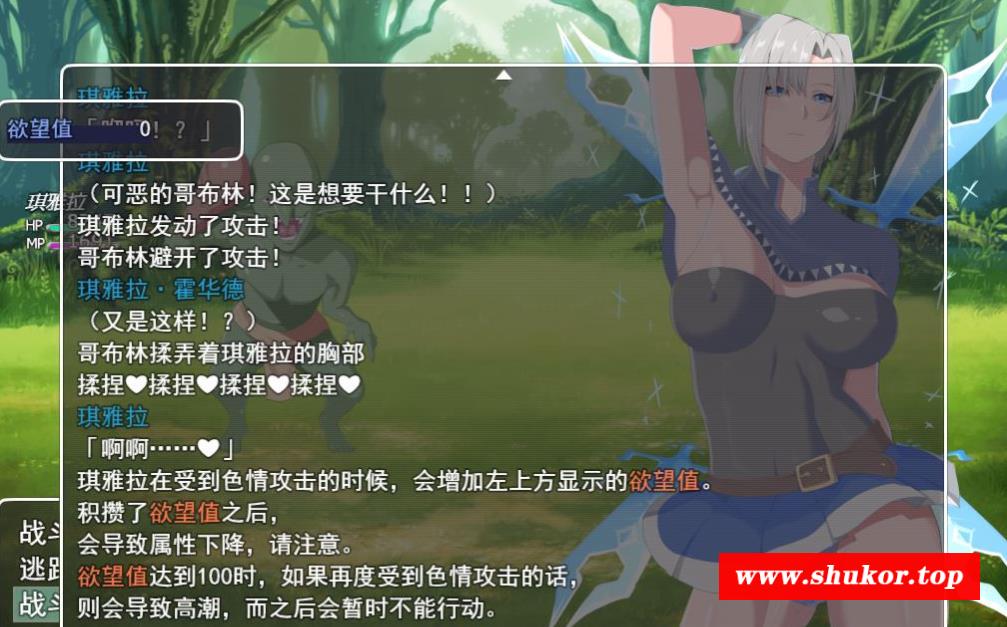 琪雅拉
欲望值 0
！？」
琪雅拉
（可恶的哥布林！这是想要干什么！！）
琪雅拉
琪雅拉发动了攻击！
HP
MP
哥布林避开了攻击！
琪雅拉·霍华德
（又是这样！？）
哥布林揉弄着琪雅拉的胸部
揉捏♥揉捏♥揉捏♥揉捏♥
琪雅拉
「啊啊……♥」
琪雅拉在受到色情攻击的时候，会增加左上方显示的欲望值。
积攒了欲望值之后，
会导致属性下降，请注意。
欲望值达到100时，如果再度受到色情攻击的话，
则会导致高潮，而之后会暂时不能行动。
战斗
逃跑
战斗
www.shukor.top